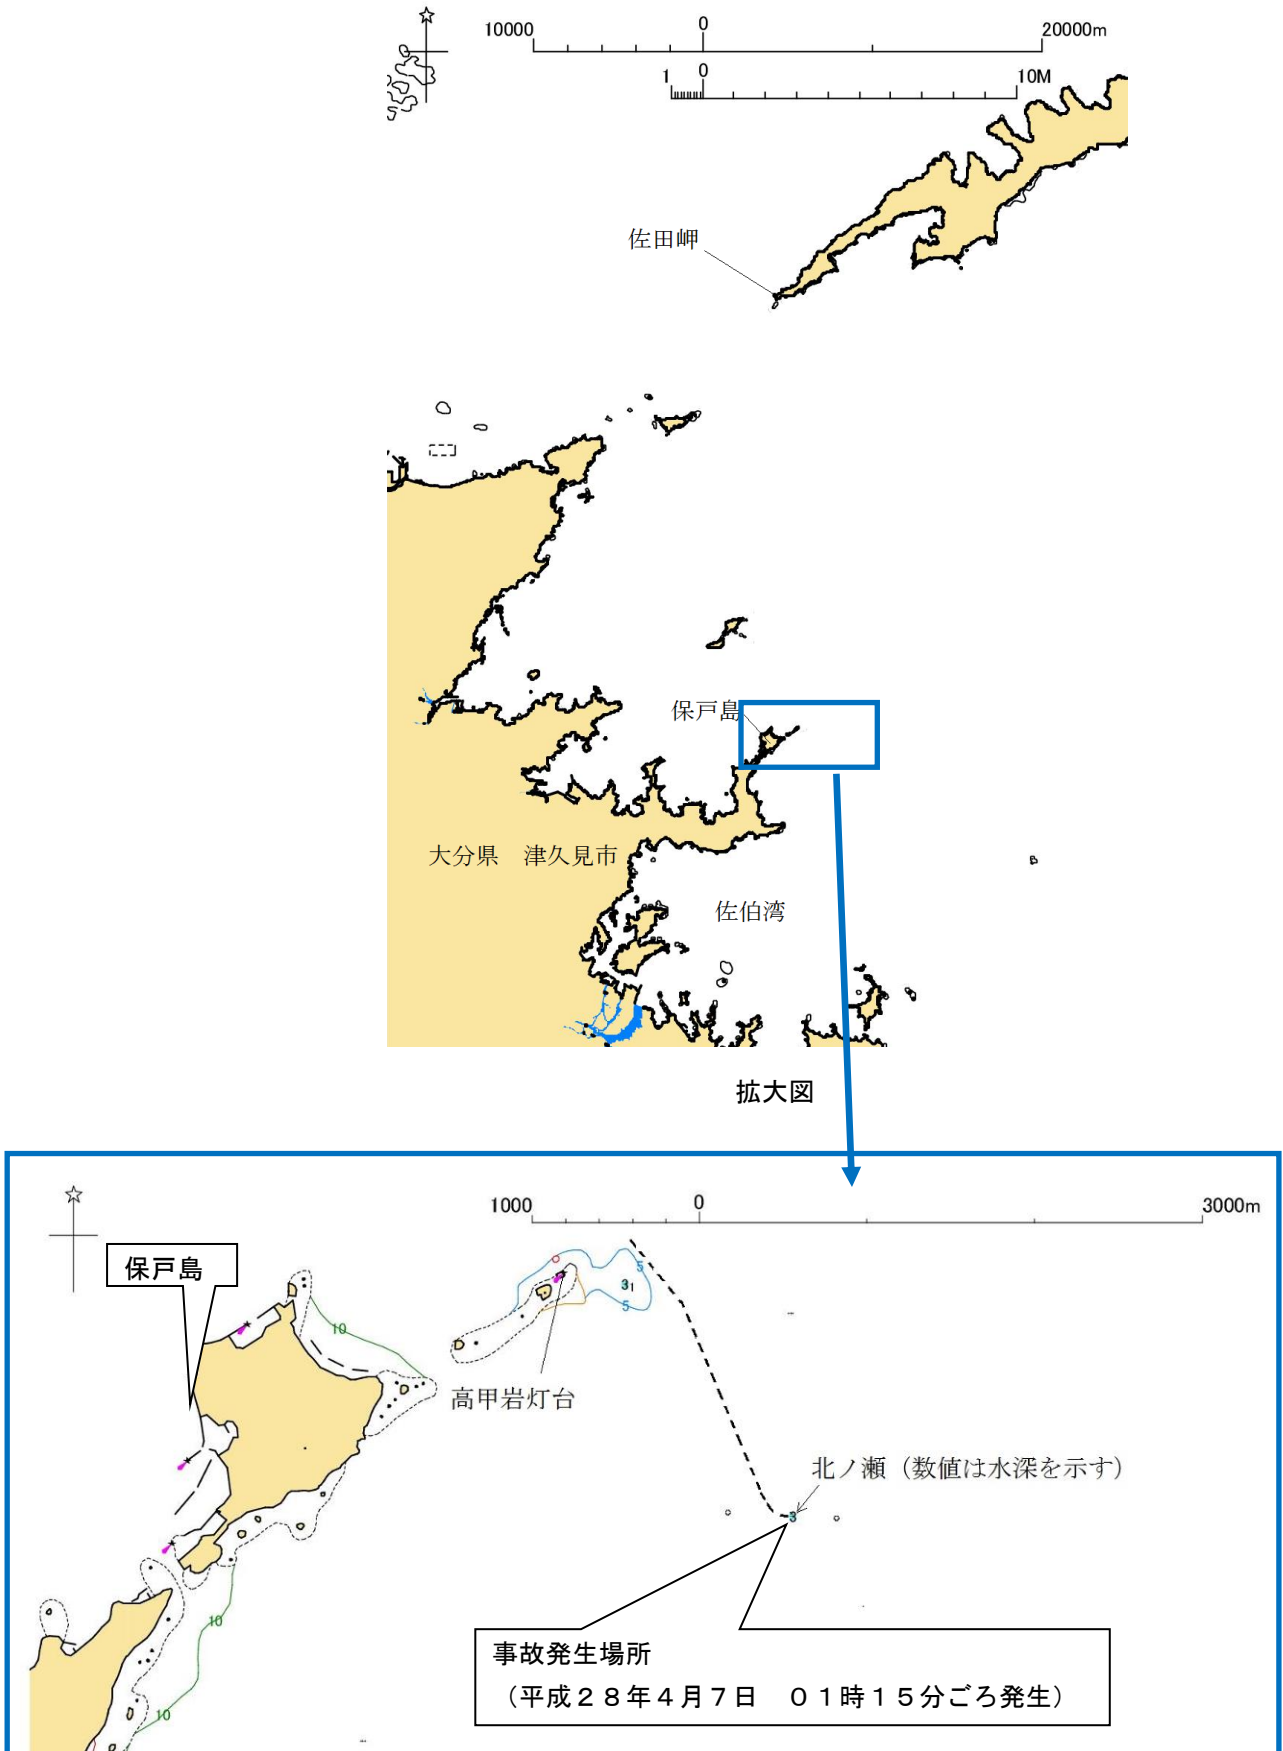 10000 0 20000m
1 0 10M
佐田岬
保戸島
大分県 津久見市
佐伯湾
拡大図
1000 0 3000m
保戸島
5
3₁
5
10
高甲岩灯台
北ノ瀬（数値は水深を示す）
3
10
事故発生場所
（平成２８年４月７日 ０１時１５分ごろ発生）
10